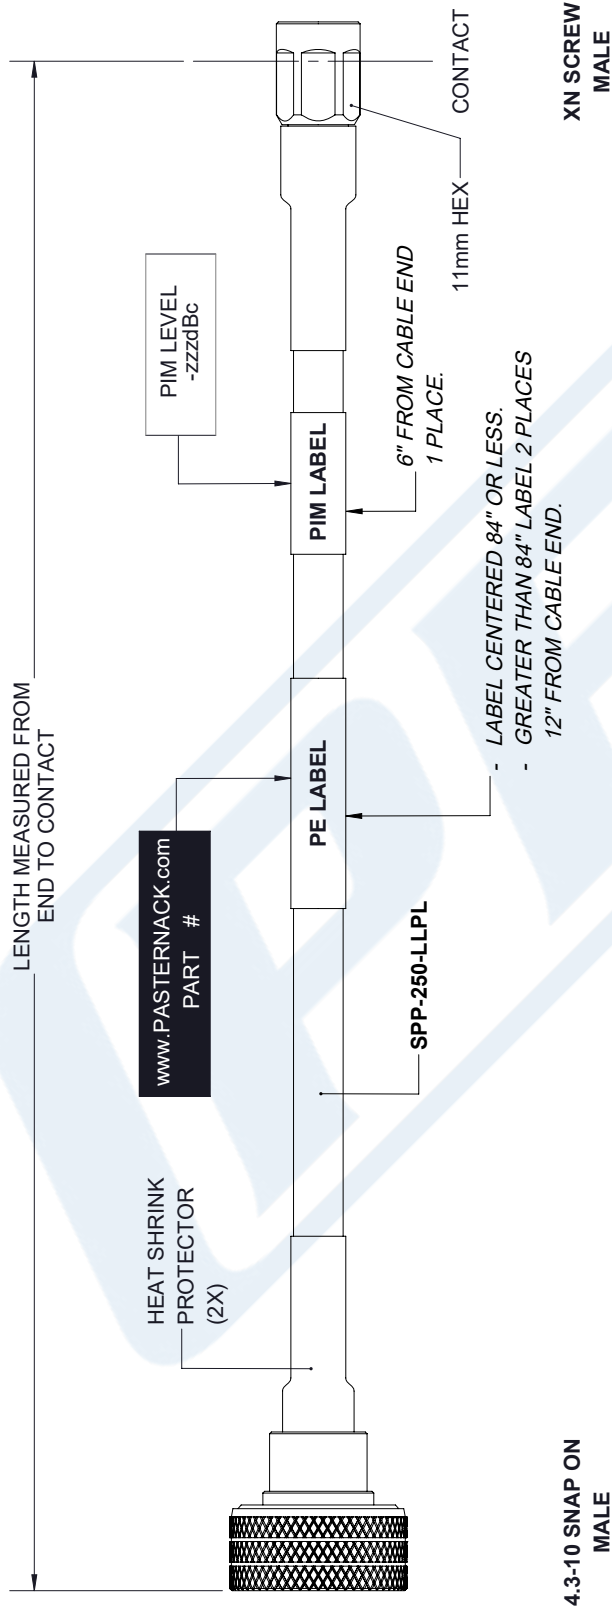 LENGTH MEASURED FROM
END TO CONTACT
HEAT SHRINK
PROTECTOR
(2X)
www.PASTERNACK.com
PART #
PIM LEVEL
-zzzdBc
PE LABEL
PIM LABEL
SPP-250-LLPL
- LABEL CENTERED 84" OR LESS.
- GREATER THAN 84" LABEL 2 PLACES
12" FROM CABLE END.
6" FROM CABLE END
1 PLACE.
11mm HEX
CONTACT
4.3-10 SNAP ON
MALE
XN SCREW
MALE